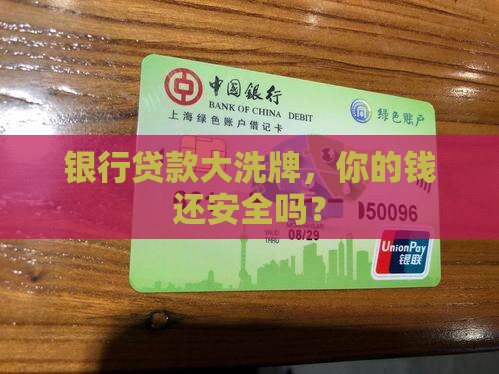 中国银行
BANK OF CHINA DEBIT
上海绿色账户借记卡
绿色账户
银行贷款大洗牌，你的钱
还安全吗？
50096
08/29
UnionPay
银联